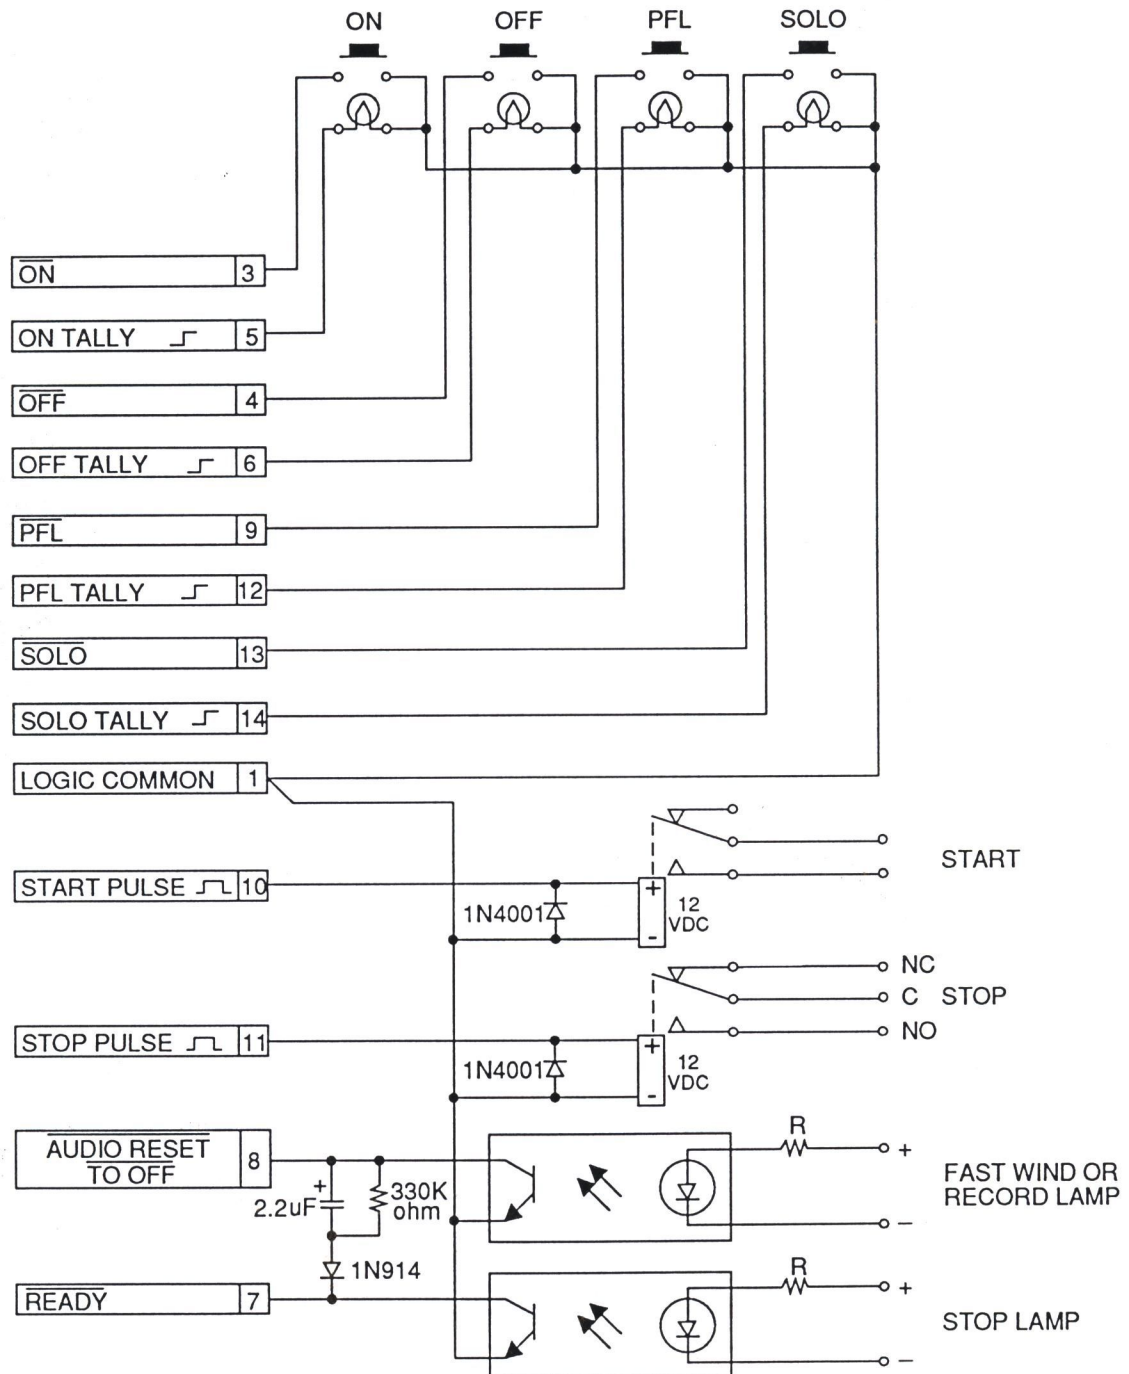 ON OFF PFL SOLO
ON 3
ON TALLY 5
OFF 4
OFF TALLY 6
PFL 9
PFL TALLY 12
SOLO 13
SOLO TALLY 14
LOGIC COMMON 1
START PULSE 10
1N4001
+
-
12
VDC
START
NC
C STOP
NO
STOP PULSE 11
1N4001
+
-
12
VDC
AUDIO RESET
TO OFF
8
+
2.2uF
330K
ohm
R
+
–
FAST WIND OR
RECORD LAMP
1N914
READY 7
R
+
–
STOP LAMP